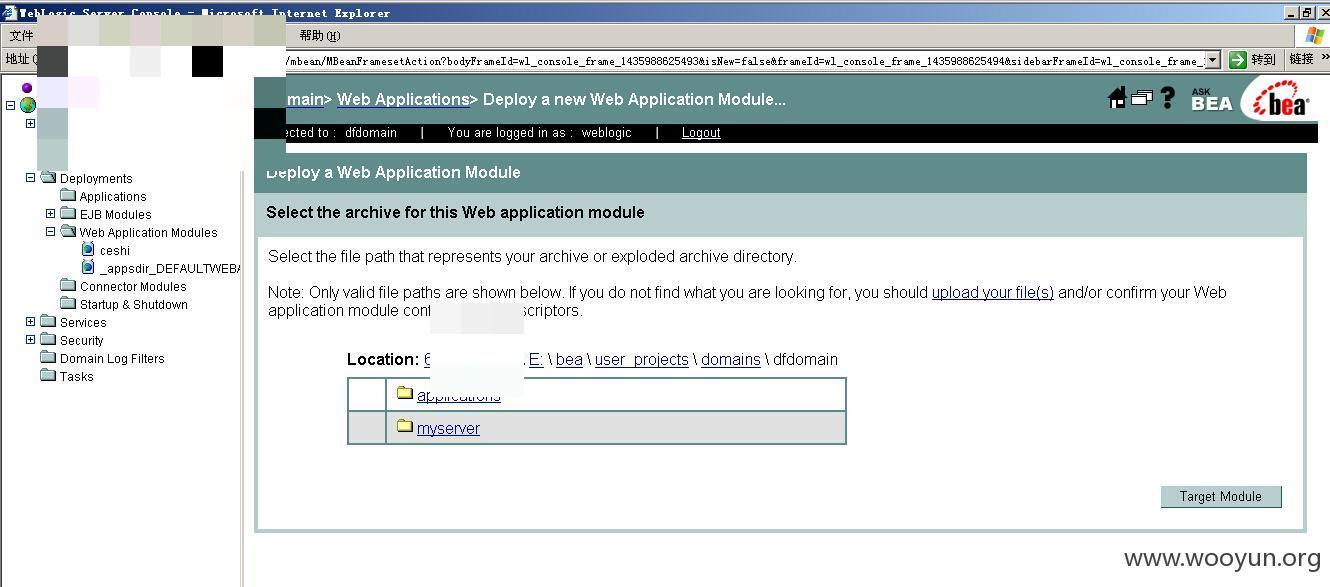 WebLogic Server Console - Microsoft Internet Explorer
文件
帮助(H)
地址
/mbean/MBeanFramesetAction?bodyFrameId=wl_console_frame_1435988625493&isNew=false&frameId=wl_console_frame_1435988625494&sidebarFrameId=wl_console_frame_
转到
链接 »
main> Web Applications> Deploy a new Web Application Module...
ASK BEA
bea
ected to : dfdomain | You are logged in as : weblogic | Logout
Deployments
Applications
EJB Modules
Web Application Modules
ceshi
_appsdir_DEFAULTWEBA
Connector Modules
Startup & Shutdown
Services
Security
Domain Log Filters
Tasks
Deploy a Web Application Module
Select the archive for this Web application module
Select the file path that represents your archive or exploded archive directory.
Note: Only valid file paths are shown below. If you do not find what you are looking for, you should upload your file(s) and/or confirm your Web
application module conf scriptors.
Location: 6 . E: \ bea \ user_projects \ domains \ dfdomain
applications
myserver
Target Module
www.wooyun.org